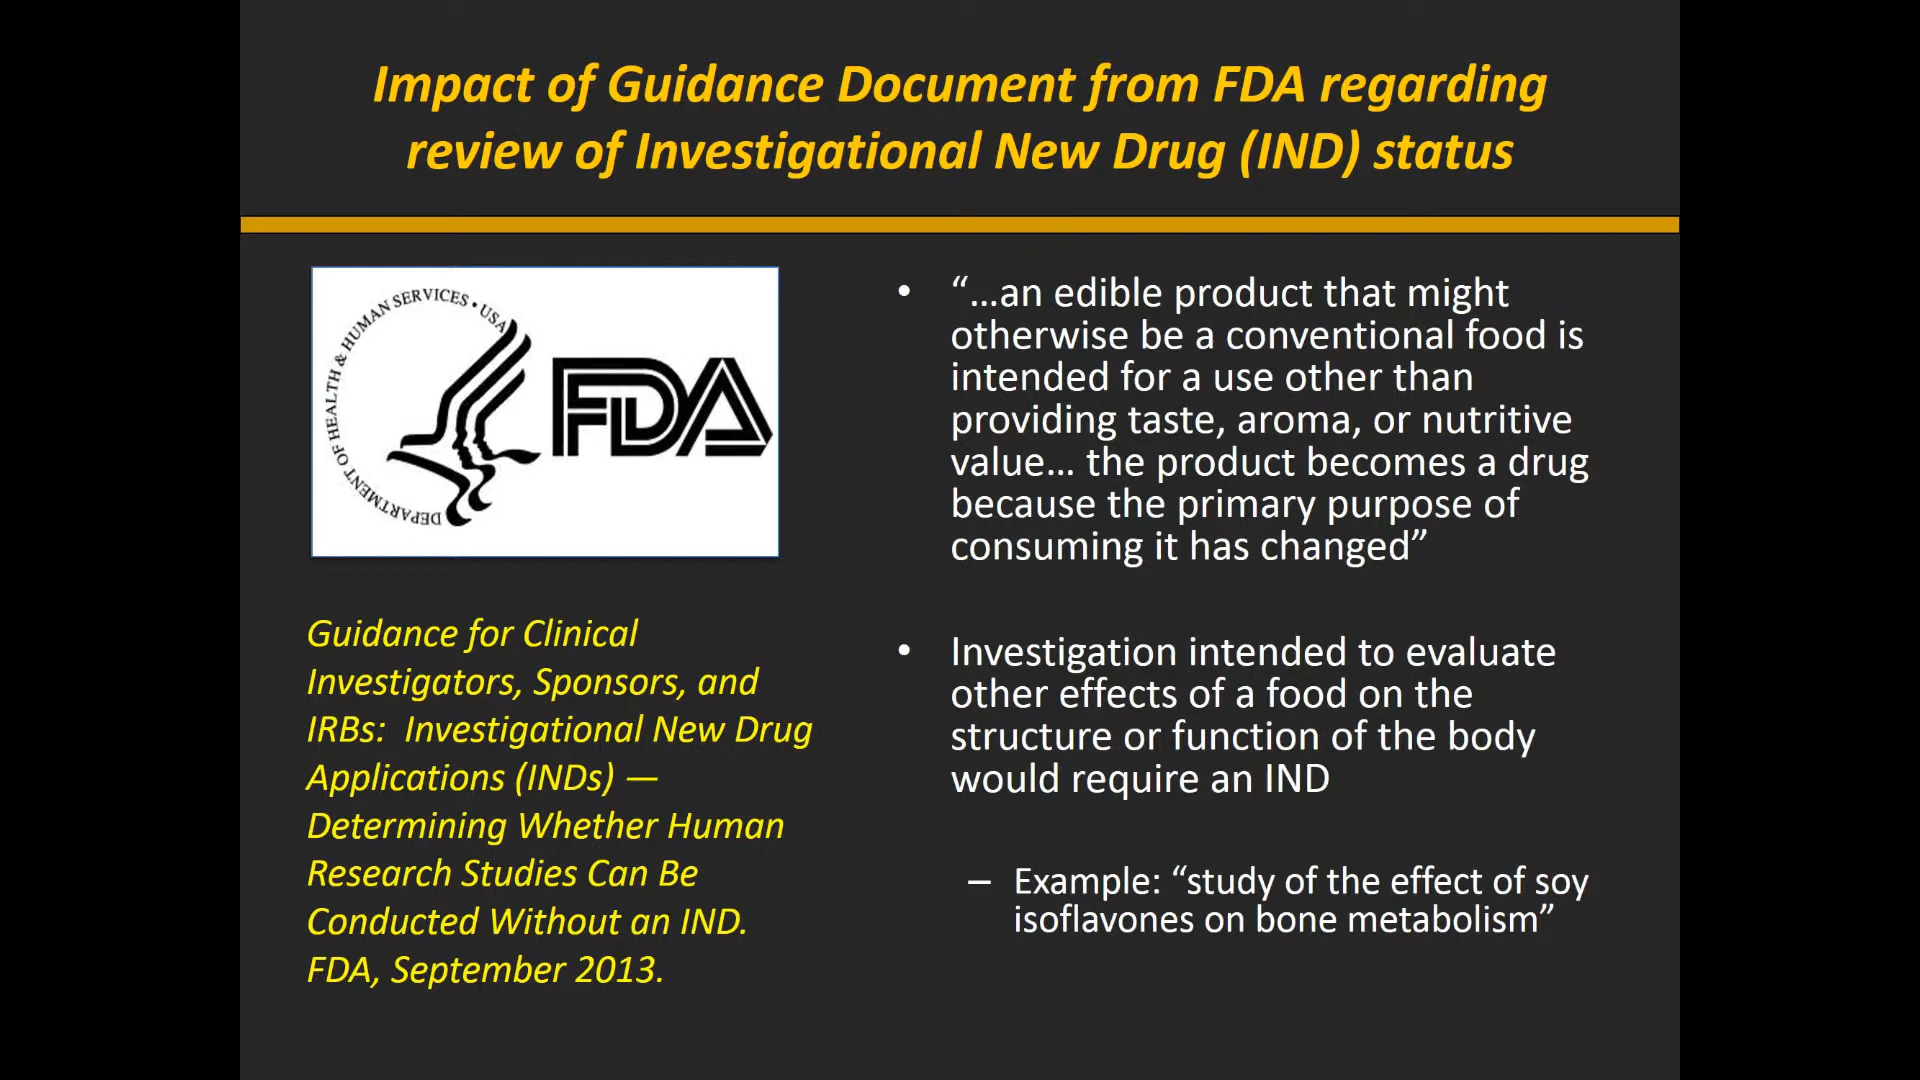 Impact of Guidance Document from FDA regarding
review of Investigational New Drug (IND) status
DEPARTMENT OF HEALTH & HUMAN SERVICES • USA
FDA
Guidance for Clinical
Investigators, Sponsors, and
IRBs:  Investigational New Drug
Applications (INDs) —
Determining Whether Human
Research Studies Can Be
Conducted Without an IND.
FDA, September 2013.
• “…an edible product that might
otherwise be a conventional food is
intended for a use other than
providing taste, aroma, or nutritive
value… the product becomes a drug
because the primary purpose of
consuming it has changed”
• Investigation intended to evaluate
other effects of a food on the
structure or function of the body
would require an IND
– Example: “study of the effect of soy
isoflavones on bone metabolism”